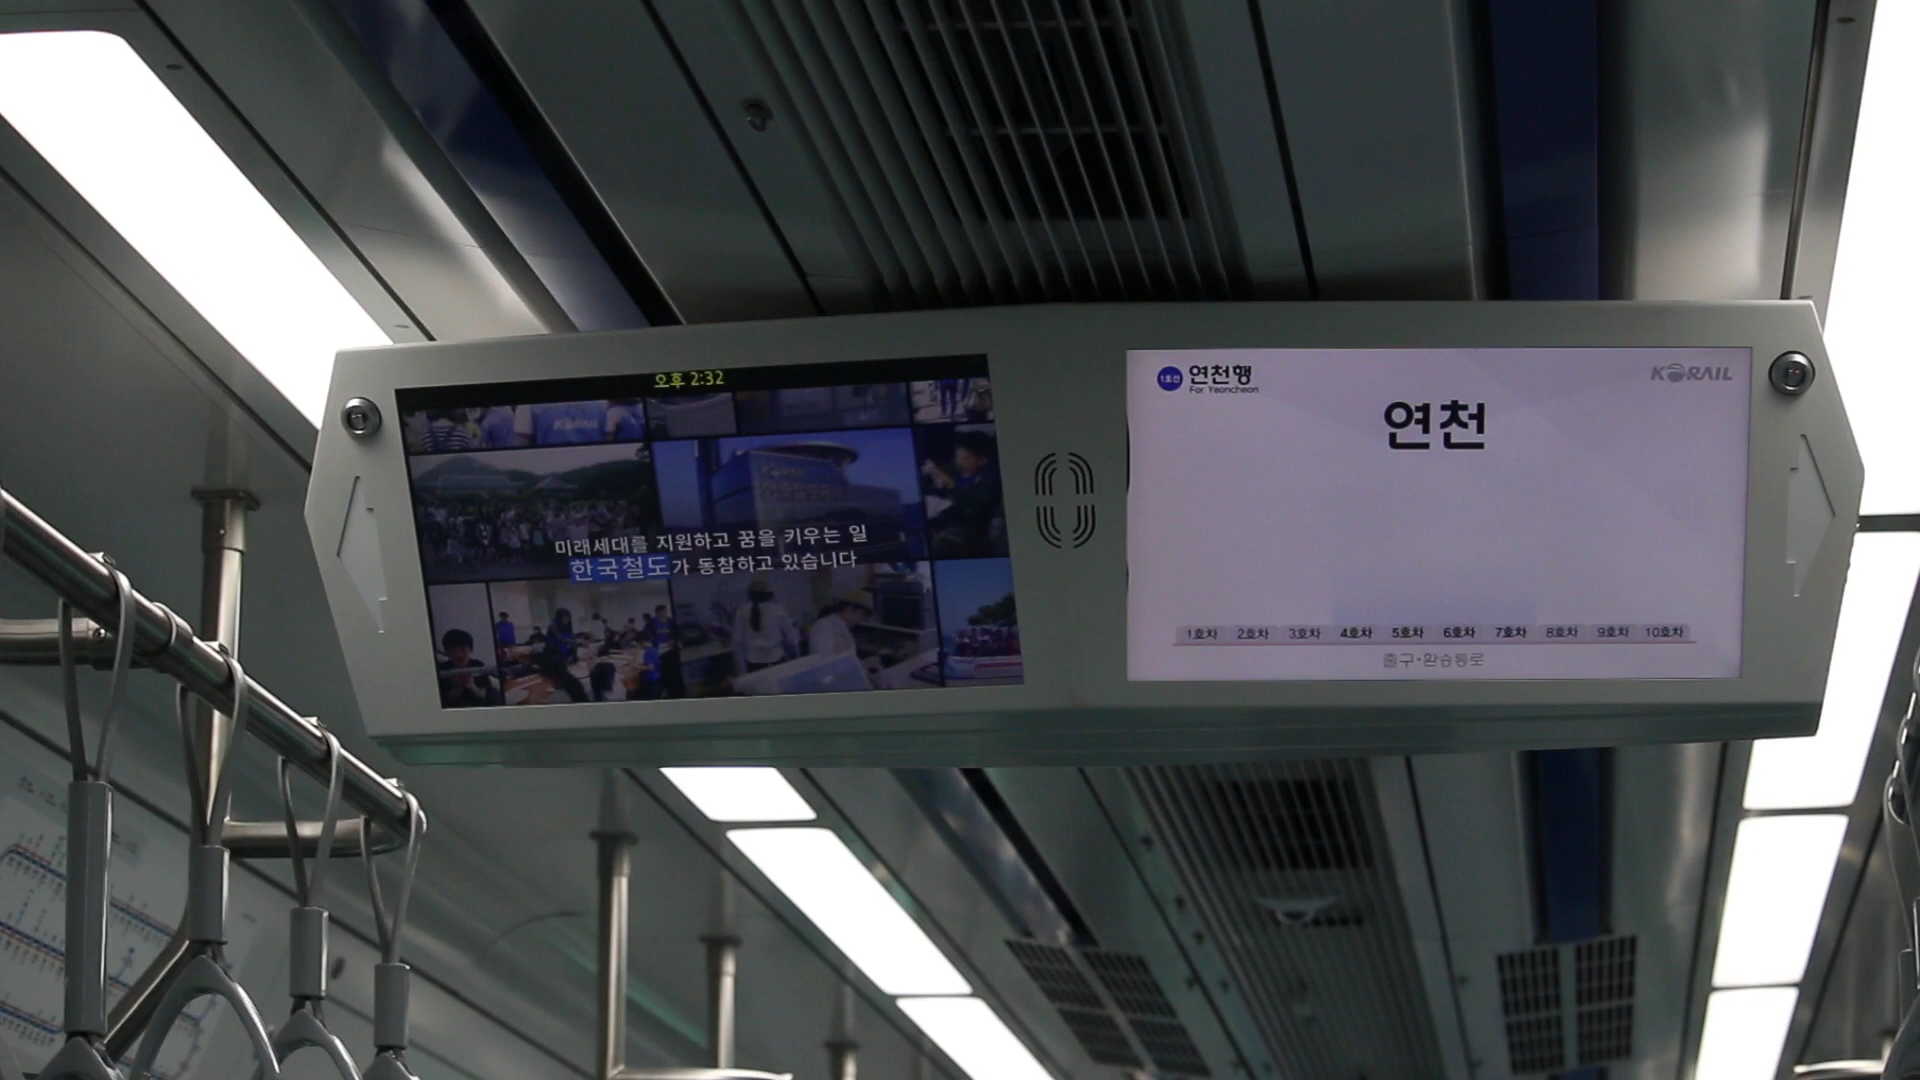 오후 2:32
KORAIL
미래세대를 지원하고 꿈을 키우는 일
한국철도가 동참하고 있습니다
1호선 연천행
For Yeoncheon
KORAIL
연천
1호차 2호차 3호차 4호차 5호차 6호차 7호차 8호차 9호차 10호차
출구·환승통로